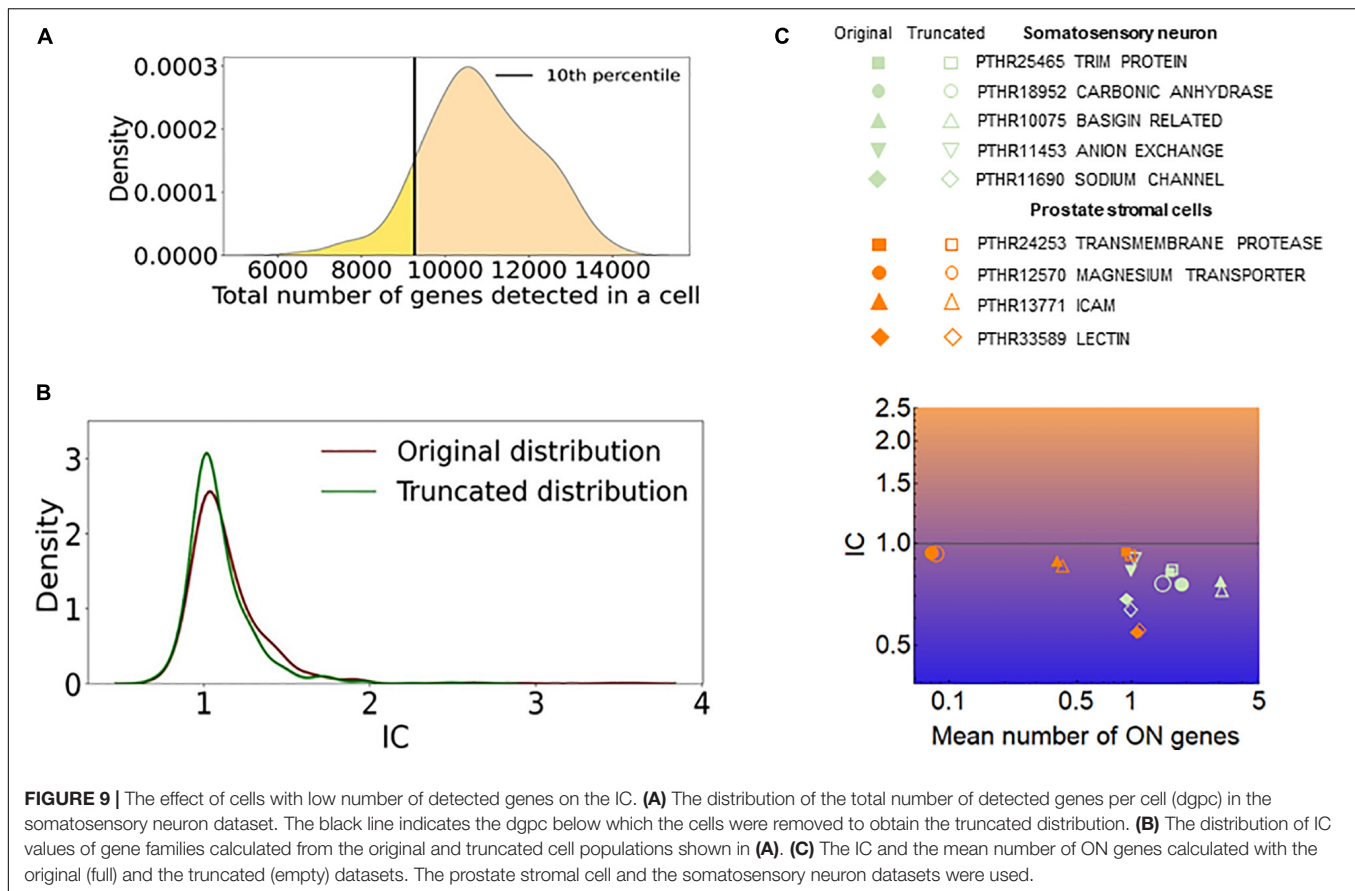 A
0.0003
0.0002
0.0001
0.0000
Density
10th percentile
6000 8000 10000 12000 14000
Total number of genes detected in a cell
B
3
2
1
0
Density
Original distribution
Truncated distribution
1 2 3 4
IC
C
Original Truncated Somatosensory neuron
PTHR25465 TRIM PROTEIN
PTHR18952 CARBONIC ANHYDRASE
PTHR10075 BASIGIN RELATED
PTHR11453 ANION EXCHANGE
PTHR11690 SODIUM CHANNEL
Prostate stromal cells
PTHR24253 TRANSMEMBRANE PROTEASE
PTHR12570 MAGNESIUM TRANSPORTER
PTHR13771 ICAM
PTHR33589 LECTIN
2.5
2.0
1.5
1.0
0.5
IC
0.1 0.5 1 5
Mean number of ON genes
FIGURE 9 | The effect of cells with low number of detected genes on the IC. (A) The distribution of the total number of detected genes per cell (dgpc) in the
somatosensory neuron dataset. The black line indicates the dgpc below which the cells were removed to obtain the truncated distribution. (B) The distribution of IC
values of gene families calculated from the original and truncated cell populations shown in (A). (C) The IC and the mean number of ON genes calculated with the
original (full) and the truncated (empty) datasets. The prostate stromal cell and the somatosensory neuron datasets were used.